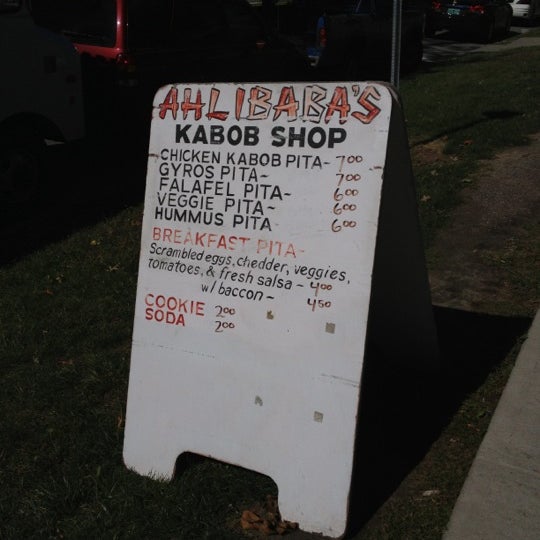 AHLIBABA'S
KABOB SHOP
CHICKEN KABOB PITA- 7.00
GYROS PITA- 7.00
FALAFEL PITA- 6.00
VEGGIE PITA- 6.00
HUMMUS PITA- 6.00
BREAKFAST PITA-
Scrambled eggs, chedder, veggies,
tomatoes, & fresh salsa - 4.00
w/ baccon - 4.50
COOKIE 2.00
SODA 2.00